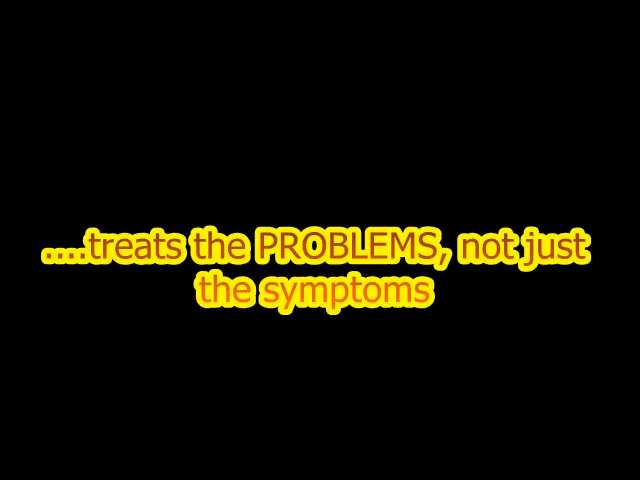 ....treats the PROBLEMS, not just
the symptoms